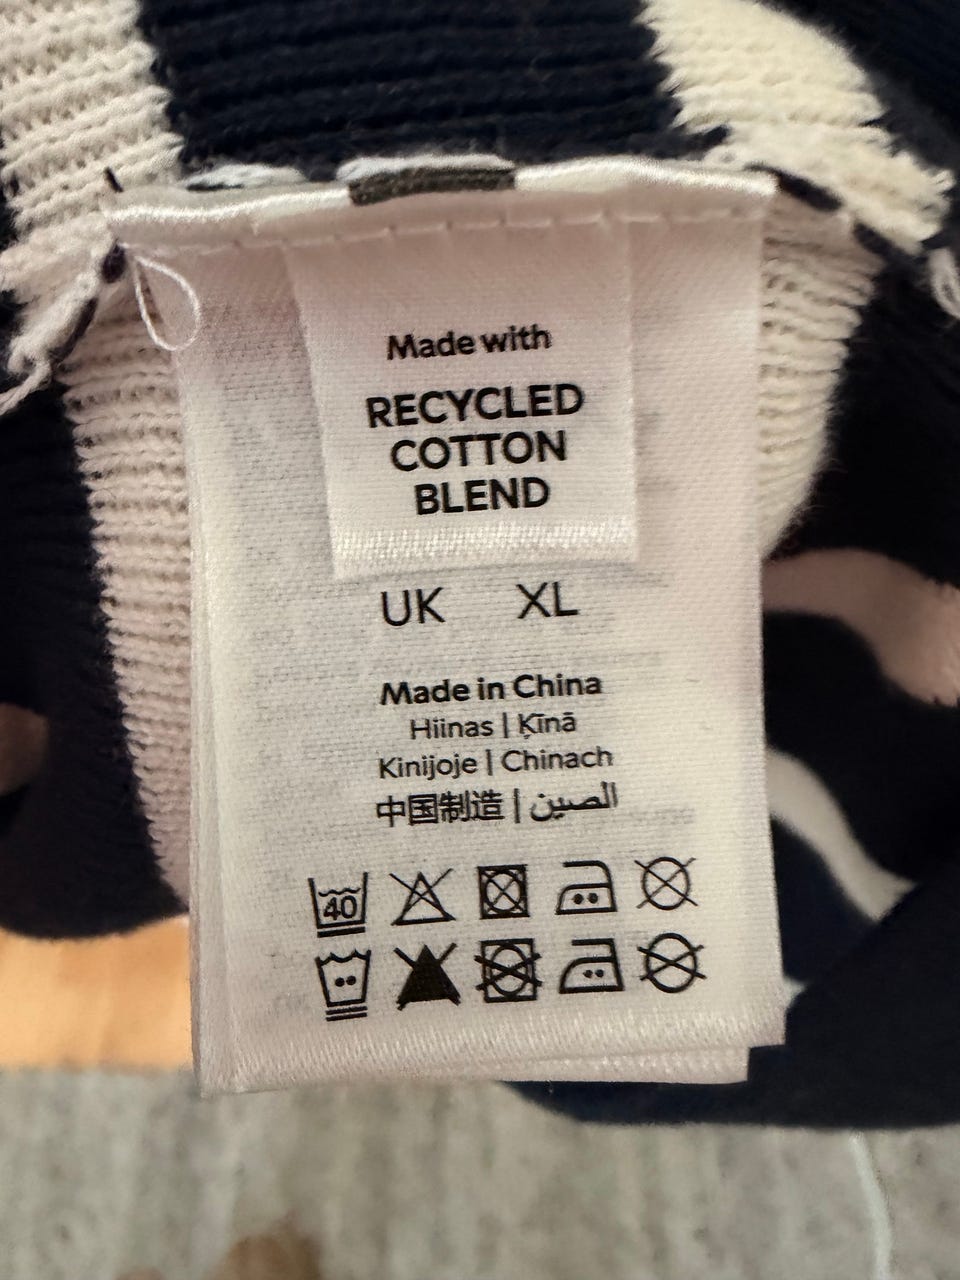 Made with
RECYCLED
COTTON
BLEND
UK XL
Made in China
Hiinas | Ķīnā
Kinijoje | Chinach
中国制造 | الصين
40